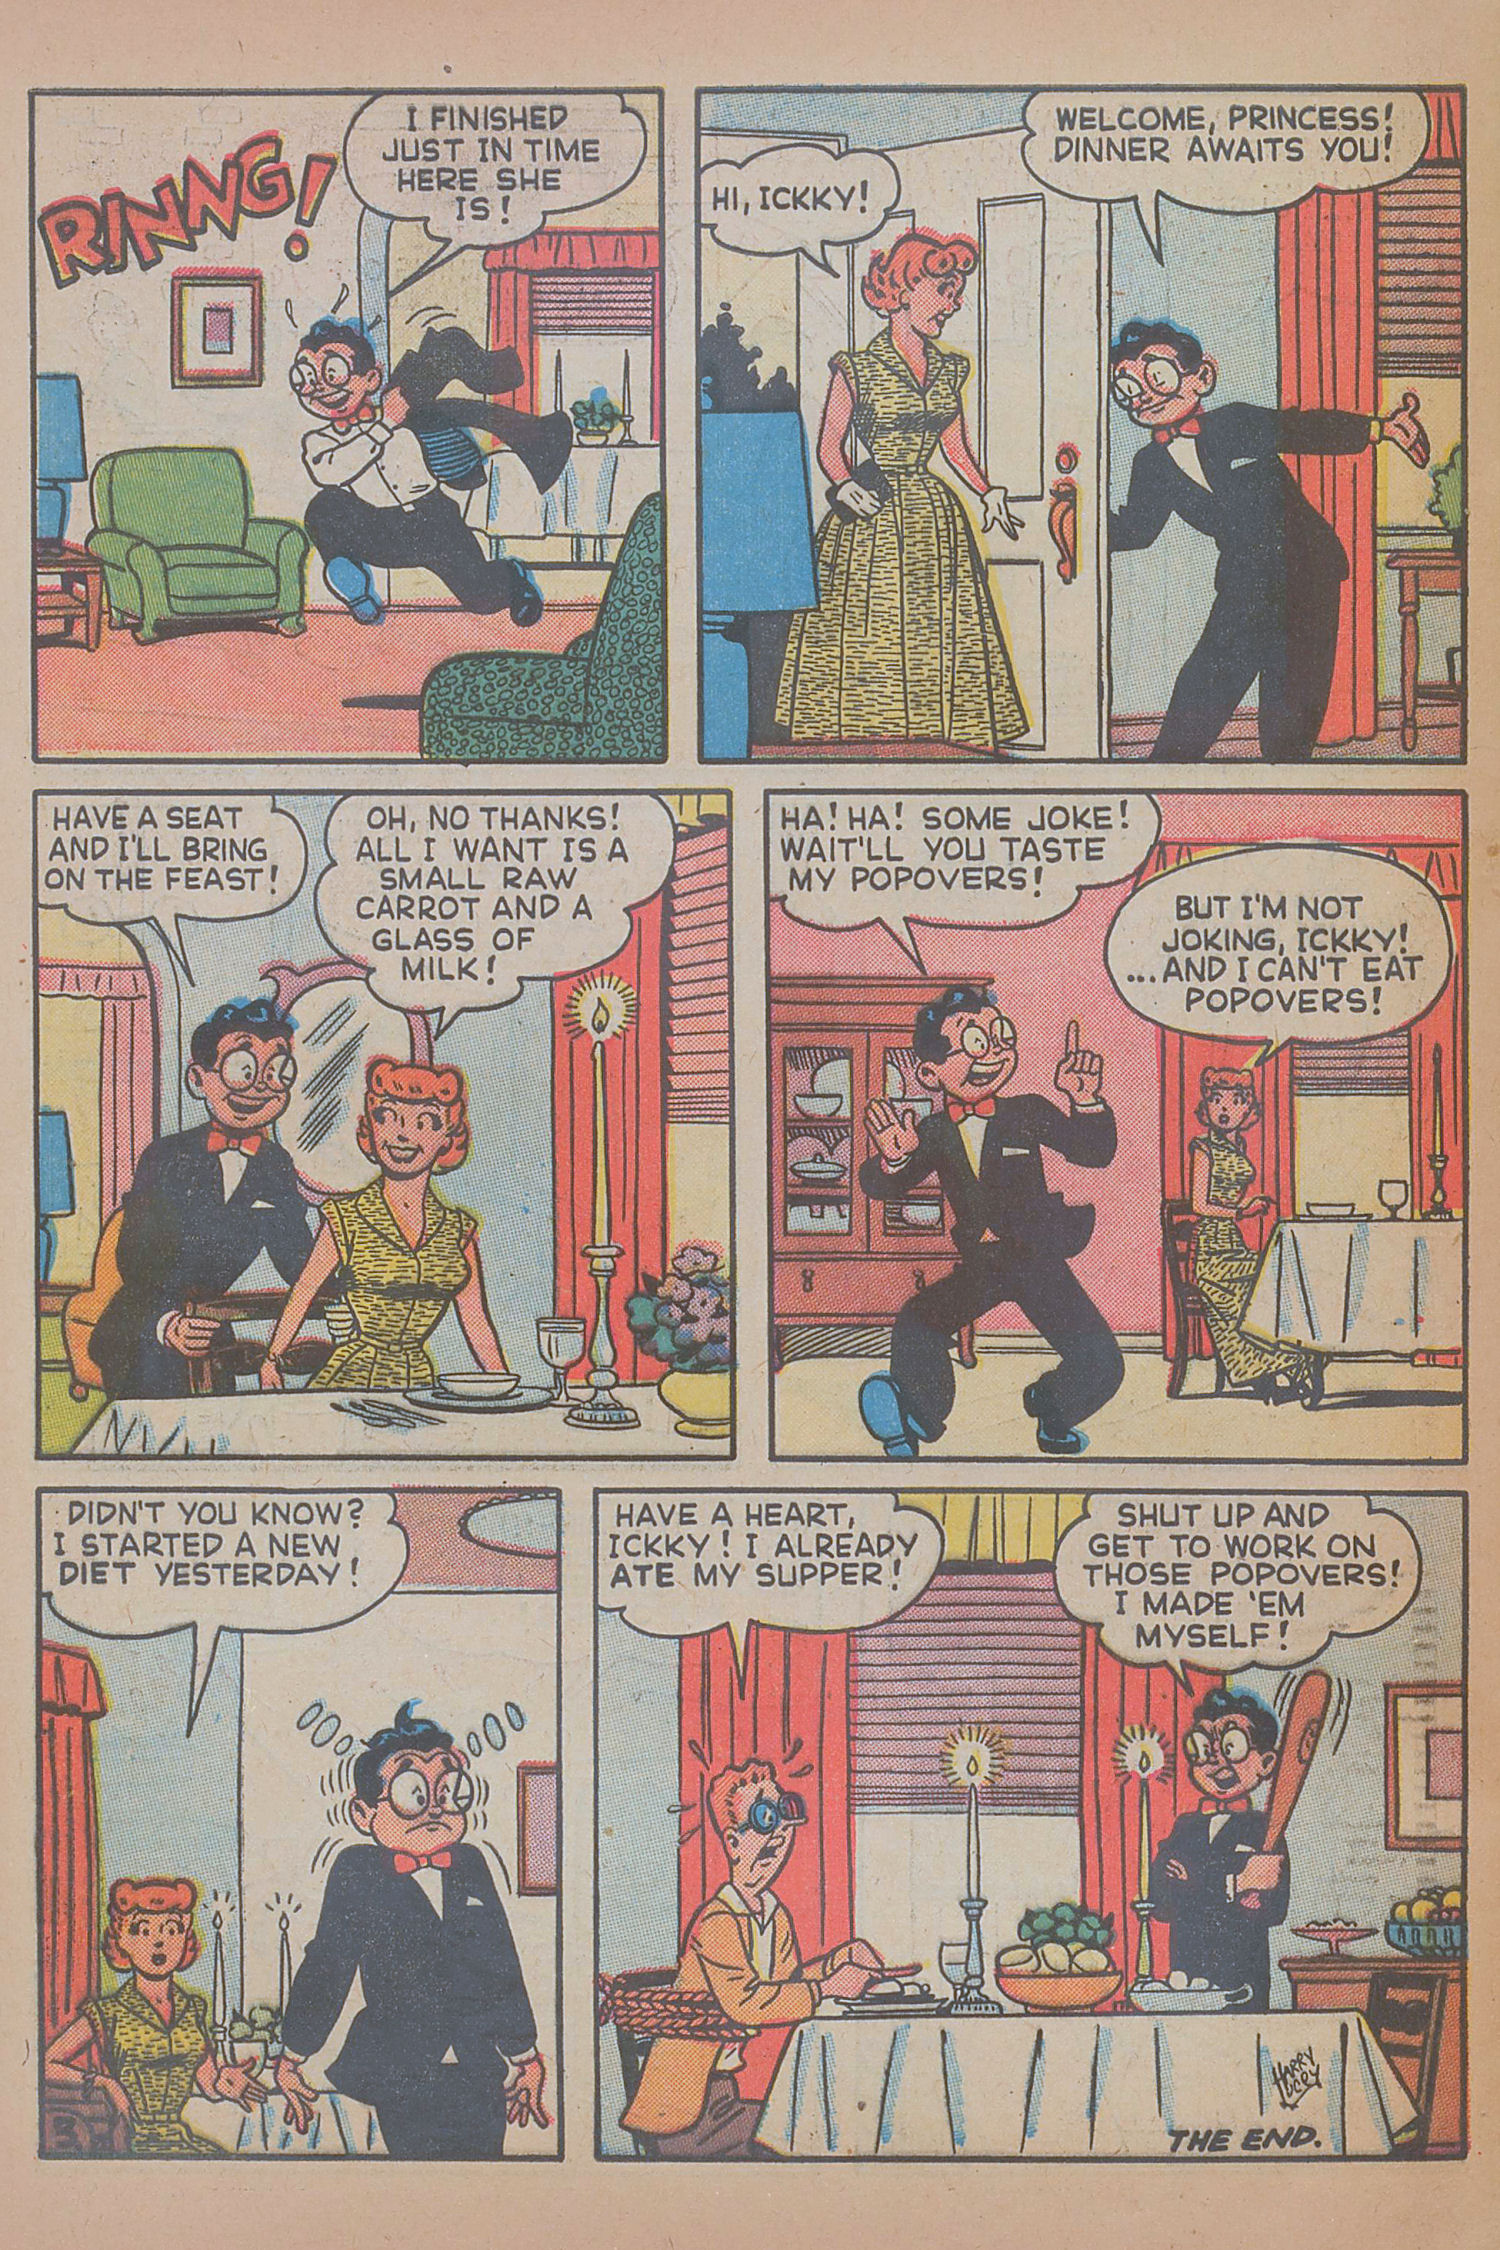 RINNG!
I FINISHED
JUST IN TIME
HERE SHE
IS!
HI, ICKKY!
WELCOME, PRINCESS!
DINNER AWAITS YOU!
HAVE A SEAT
AND I'LL BRING
ON THE FEAST!
OH, NO THANKS!
ALL I WANT IS A
SMALL RAW
CARROT AND A
GLASS OF
MILK!
HA! HA! SOME JOKE!
WAIT'LL YOU TASTE
MY POPOVERS!
BUT I'M NOT
JOKING, ICKKY!
...AND I CAN'T EAT
POPOVERS!
DIDN'T YOU KNOW?
I STARTED A NEW
DIET YESTERDAY!
HAVE A HEART,
ICKKY! I ALREADY
ATE MY SUPPER!
SHUT UP AND
GET TO WORK ON
THOSE POPOVERS!
I MADE 'EM
MYSELF!
HARRY
LUCEY
THE END.